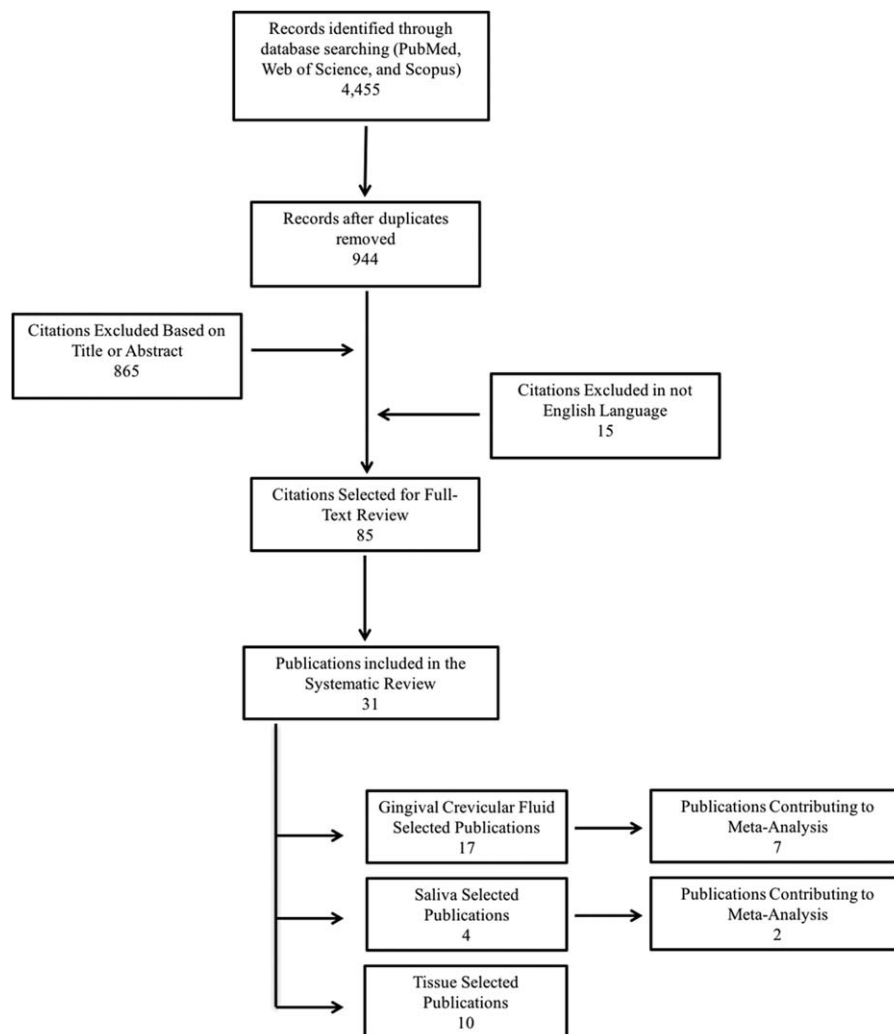 Records identified through
database searching (PubMed,
Web of Science, and Scopus)
4,455
Records after duplicates
removed
944
Citations Excluded Based on
Title or Abstract
865
Citations Excluded in not
English Language
15
Citations Selected for Full-
Text Review
85
Publications included in the
Systematic Review
31
Gingival Crevicular Fluid
Selected Publications
17
Publications Contributing to
Meta-Analysis
7
Saliva Selected
Publications
4
Publications Contributing to
Meta-Analysis
2
Tissue Selected
Publications
10